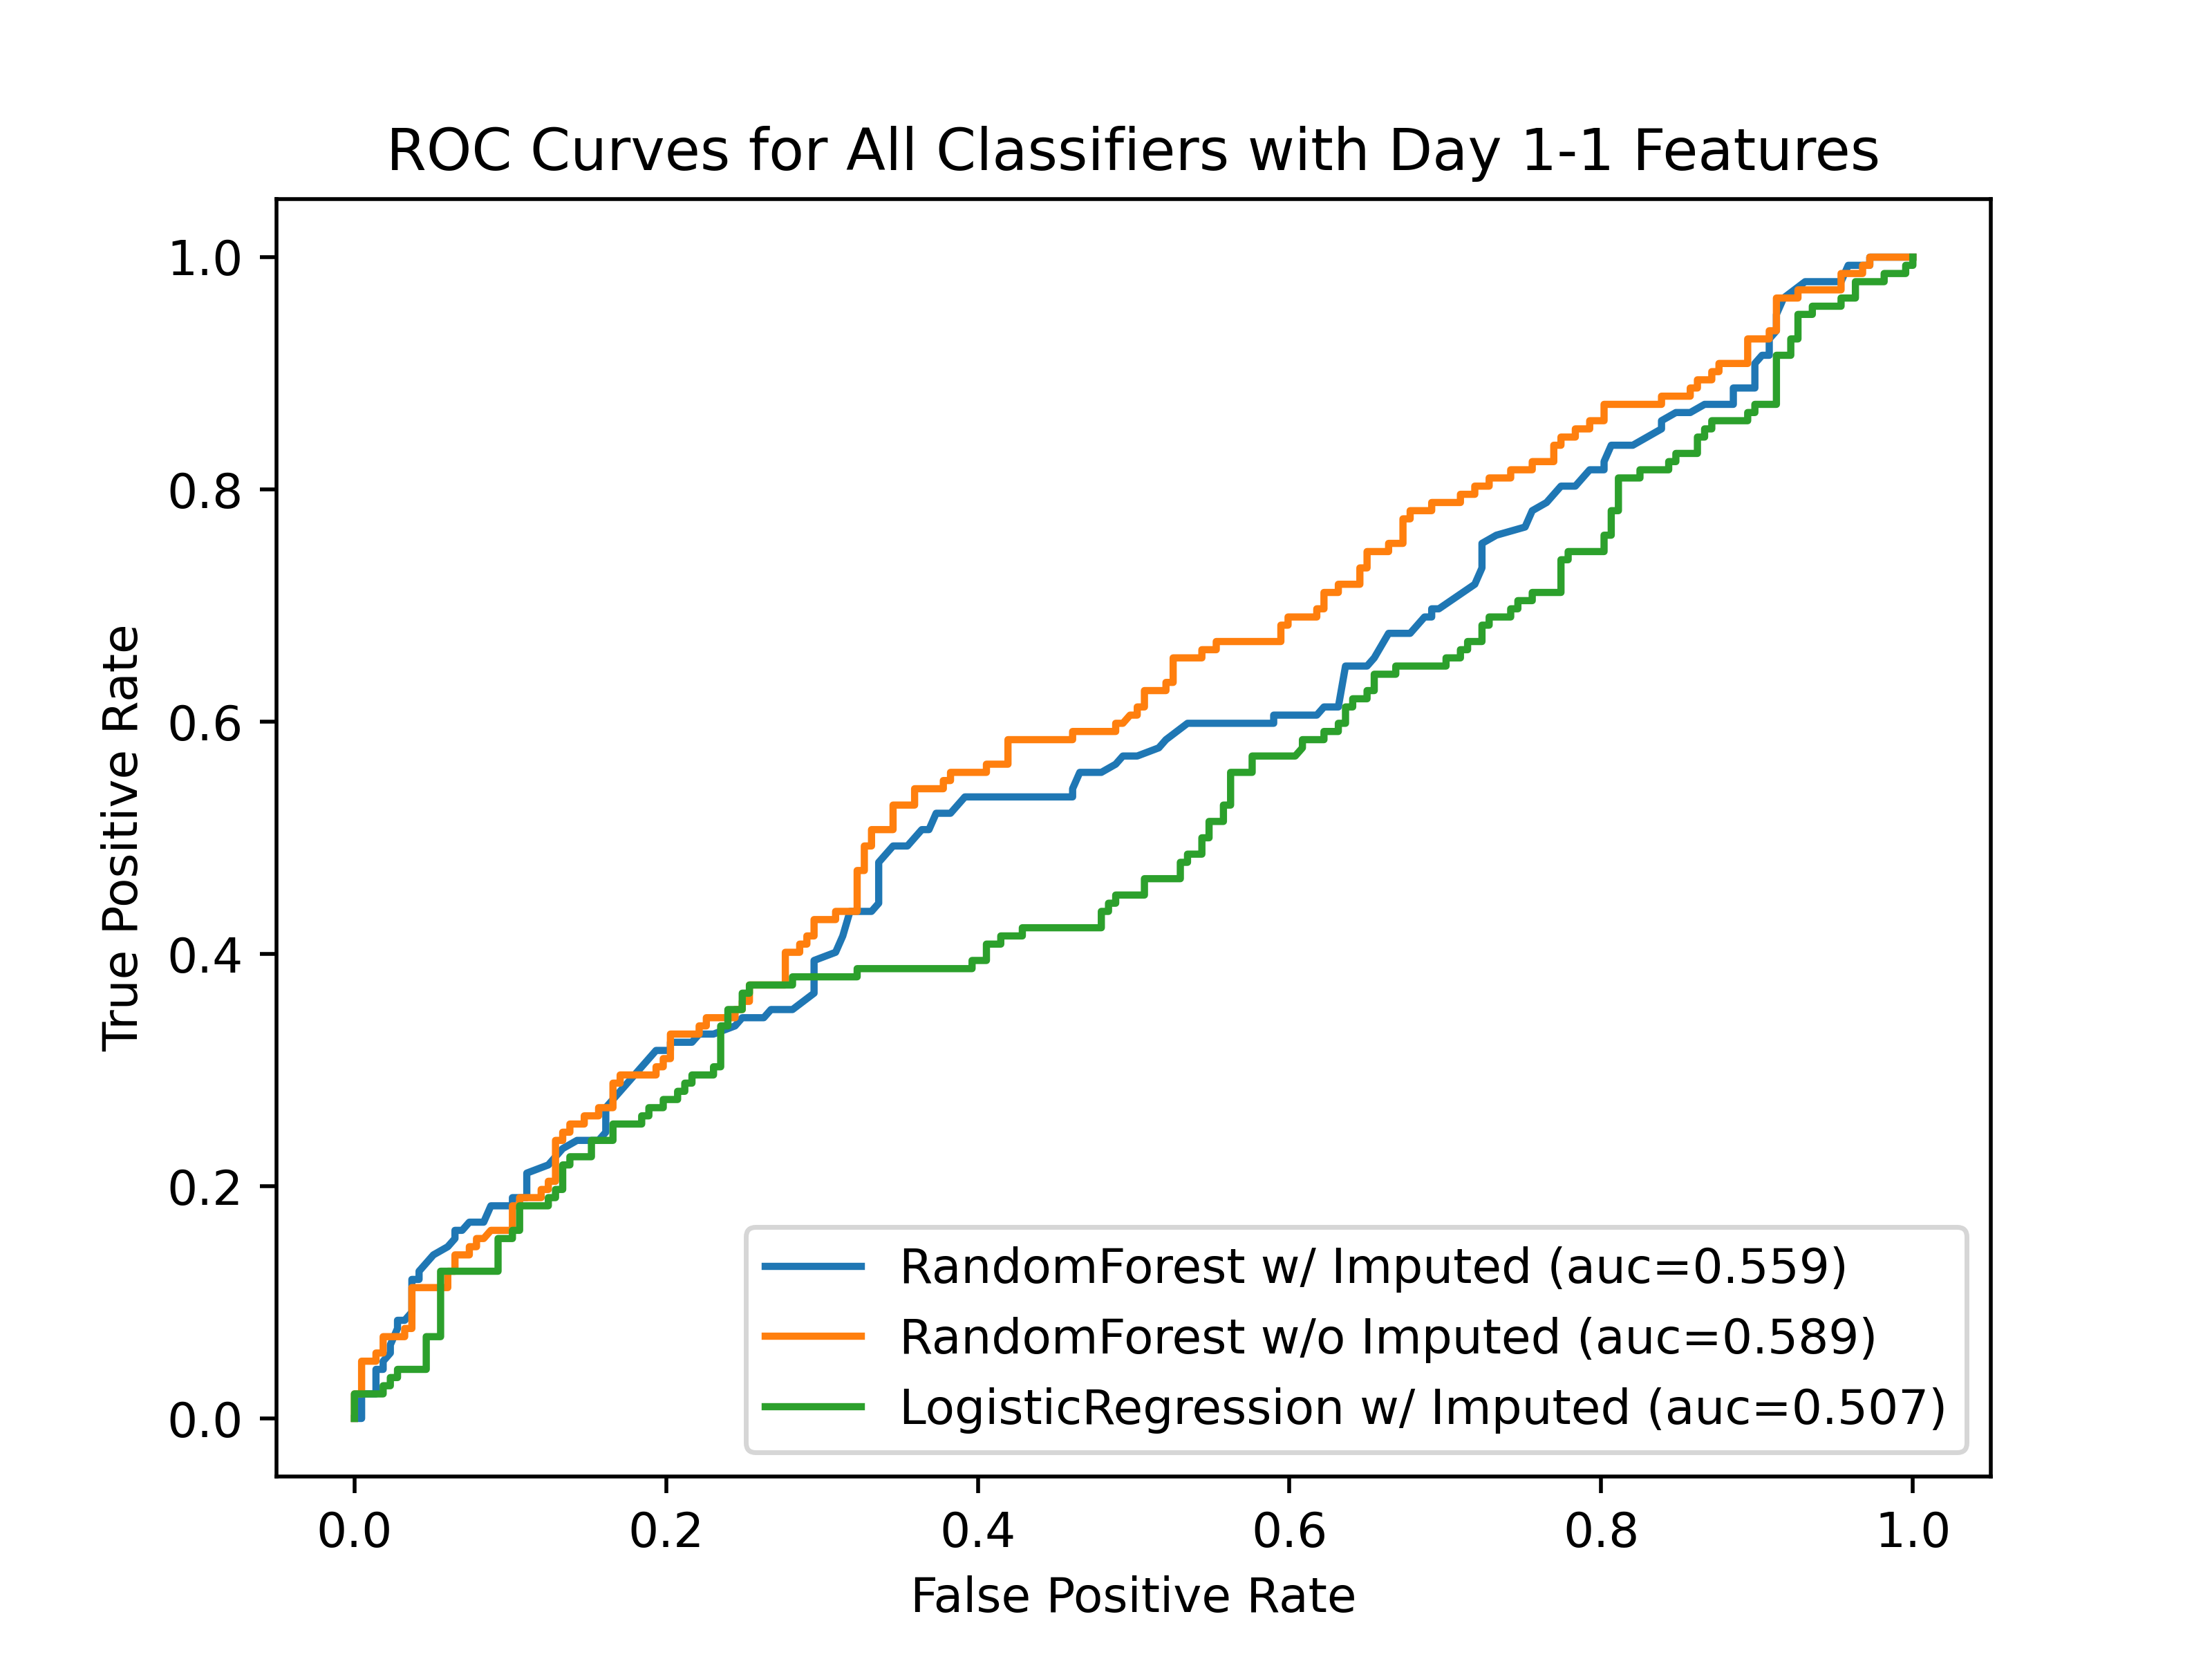 ROC Curves for All Classifiers with Day 1-1 Features
1.0
0.8
0.6
0.4
0.2
0.0
True Positive Rate
RandomForest w/ Imputed (auc=0.559)
RandomForest w/o Imputed (auc=0.589)
LogisticRegression w/ Imputed (auc=0.507)
0.0 0.2 0.4 0.6 0.8 1.0
False Positive Rate